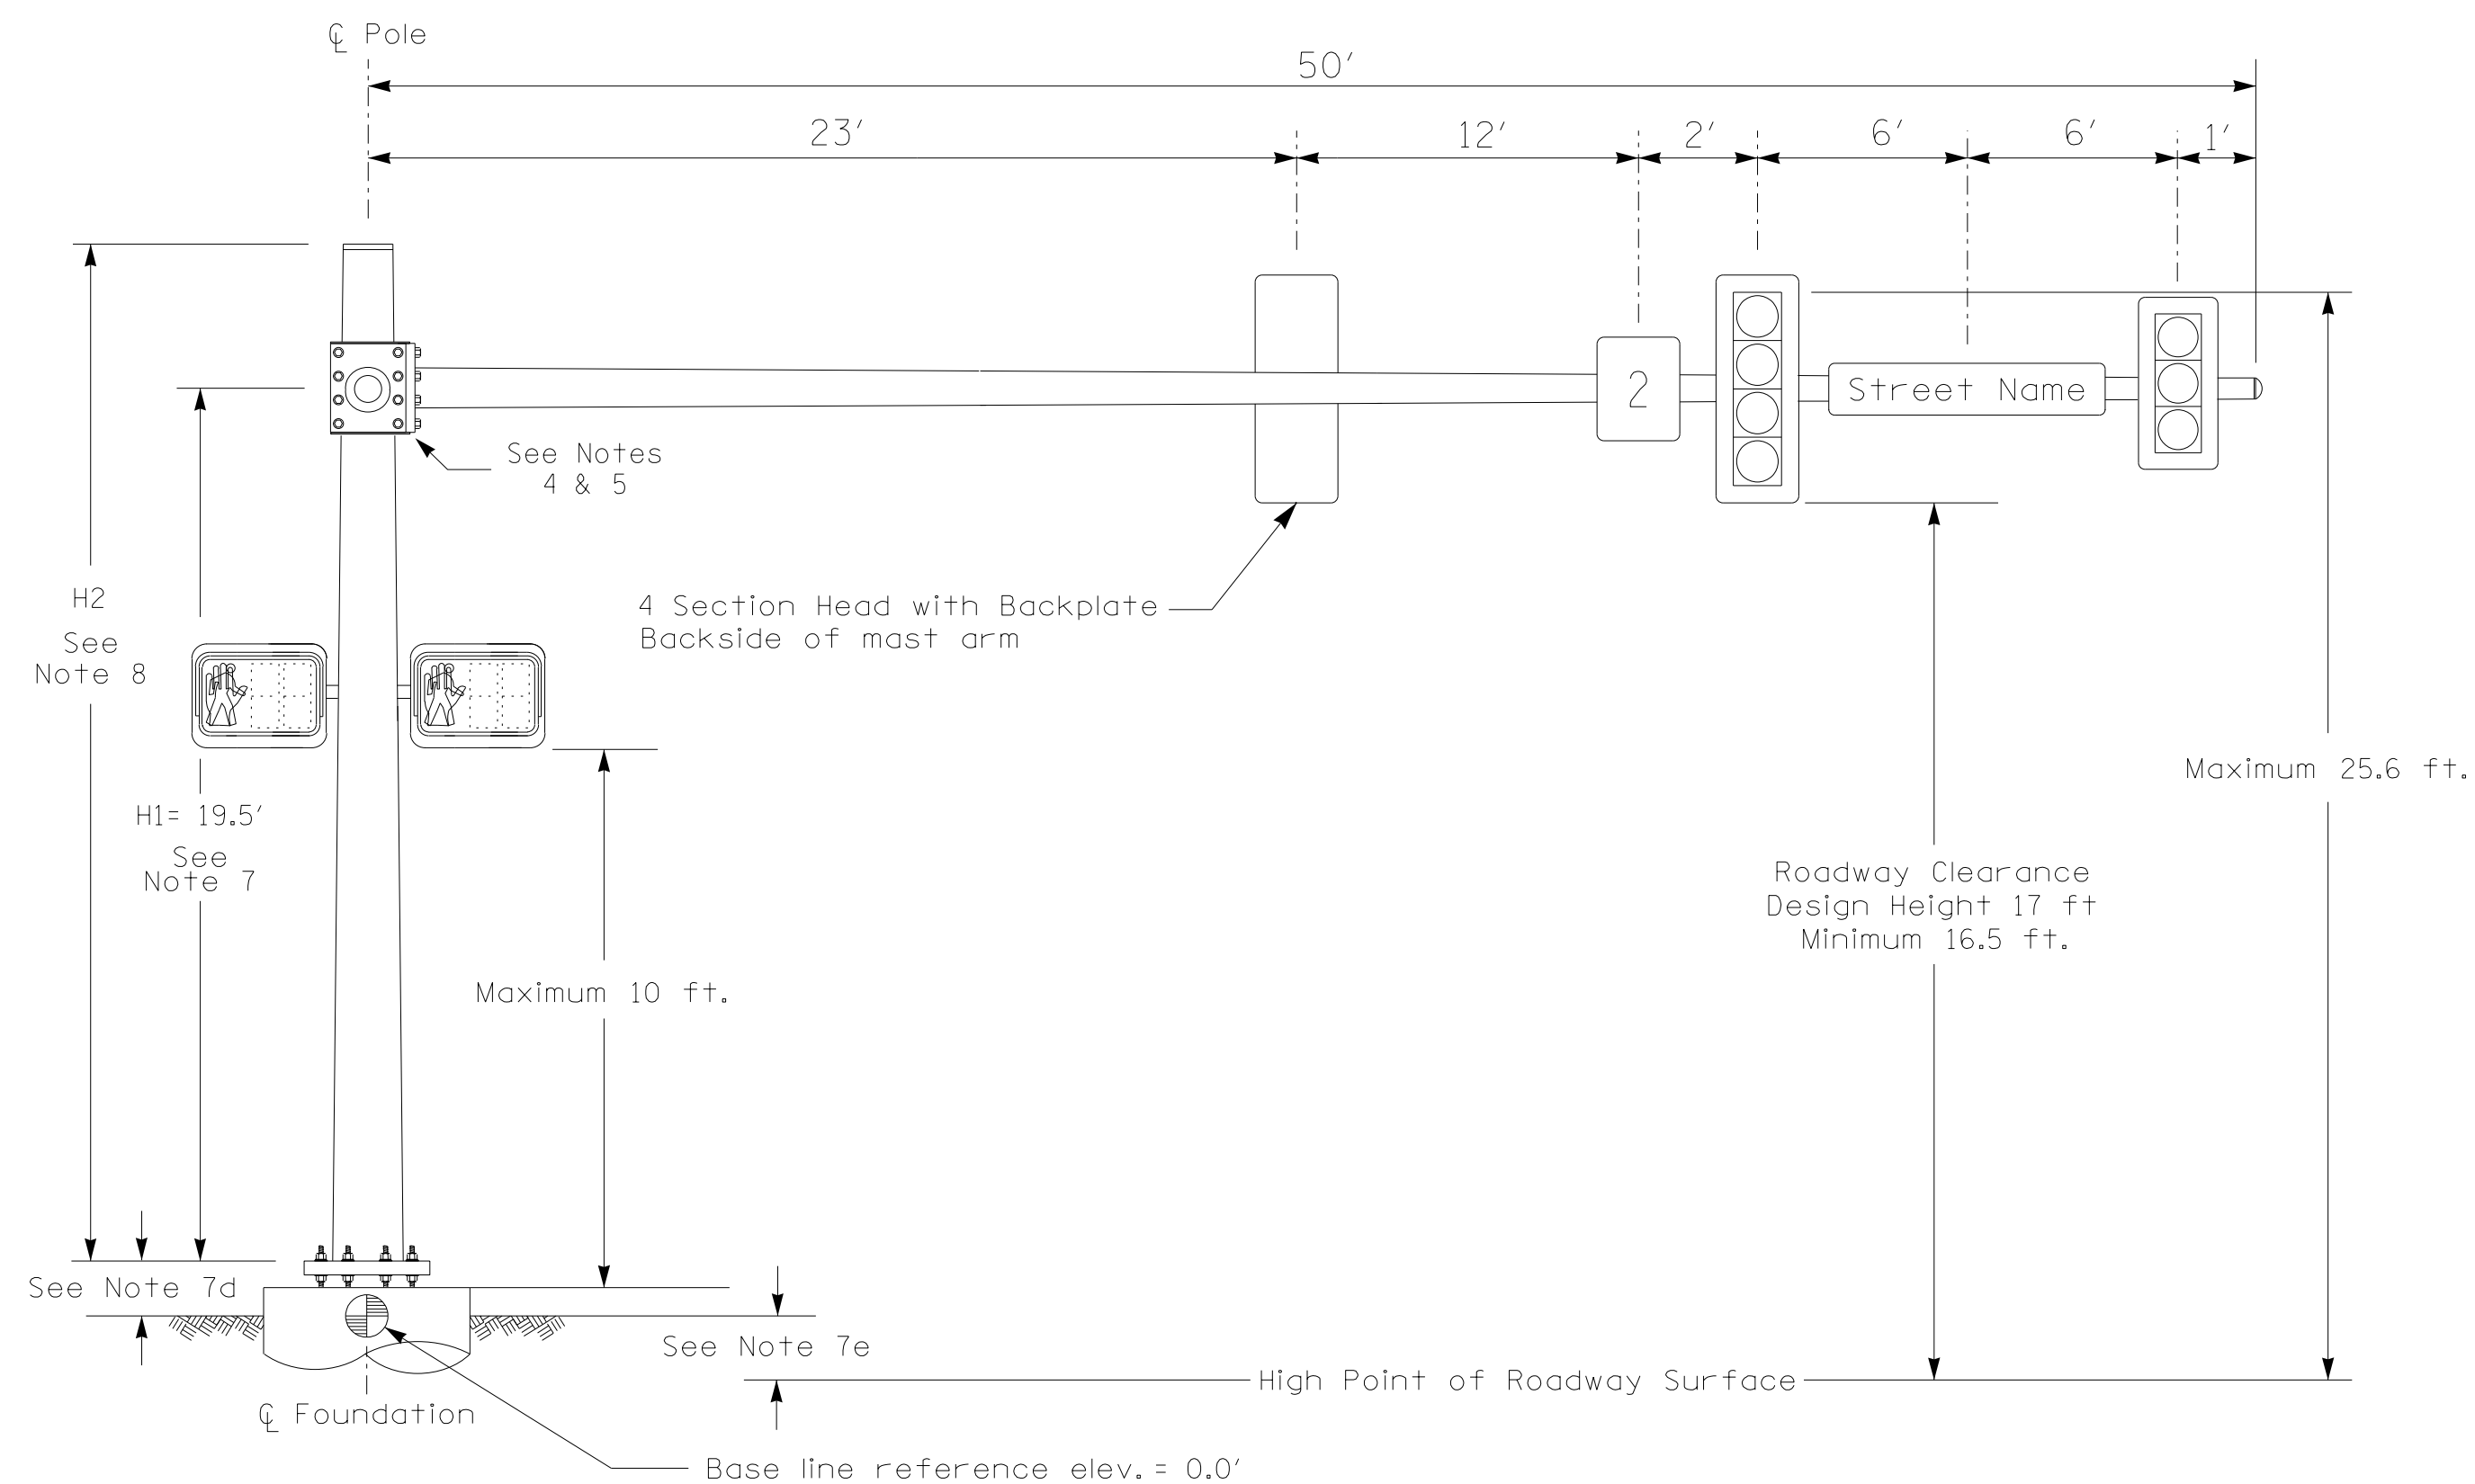 ℄ Pole
50′
23′
12′
2′
6′
6′
1′
2
Street Name
See Notes
4 & 5
H2
See
Note 8
4 Section Head with Backplate
Backside of mast arm
Maximum 25.6 ft.
H1= 19.5′
See
Note 7
Roadway Clearance
Design Height 17 ft
Minimum 16.5 ft.
Maximum 10 ft.
See Note 7d
See Note 7e
High Point of Roadway Surface
℄ Foundation
Base line reference elev. = 0.0′